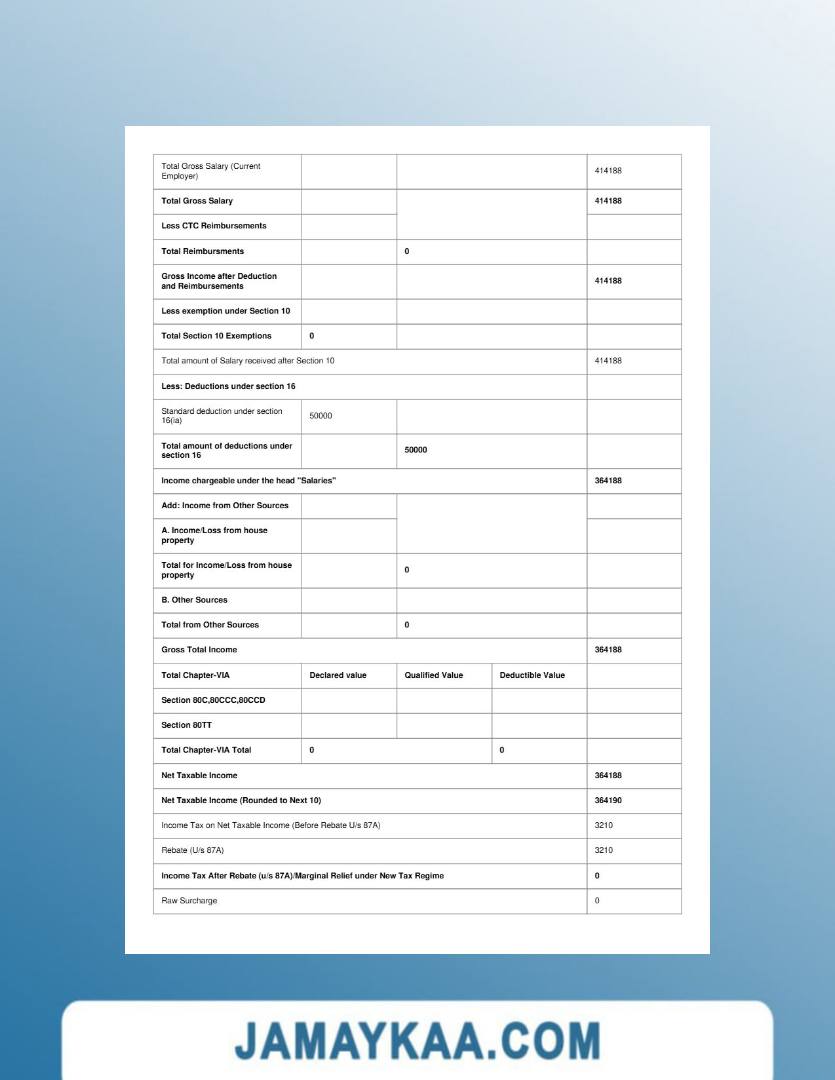 Total Gross Salary (Current
Employer)
414188
Total Gross Salary
414188
Less CTC Reimbursements
Total Reimbursments
0
Gross Income after Deduction
and Reimbursements
414188
Less exemption under Section 10
Total Section 10 Exemptions
0
Total amount of Salary received after Section 10
414188
Less: Deductions under section 16
Standard deduction under section
16(ia)
50000
Total amount of deductions under
section 16
50000
Income chargeable under the head "Salaries"
364188
Add: Income from Other Sources
A. Income/Loss from house
property
Total for Income/Loss from house
property
0
B. Other Sources
Total from Other Sources
0
Gross Total Income
364188
Total Chapter-VIA
Declared value
Qualified Value
Deductible Value
Section 80C,80CCC,80CCD
Section 80TT
Total Chapter-VIA Total
0
0
Net Taxable Income
364188
Net Taxable Income (Rounded to Next 10)
364190
Income Tax on Net Taxable Income (Before Rebate U/s 87A)
3210
Rebate (U/s 87A)
3210
Income Tax After Rebate (u/s 87A)/Marginal Relief under New Tax Regime
0
Raw Surcharge
0
JAMAYKAA.COM